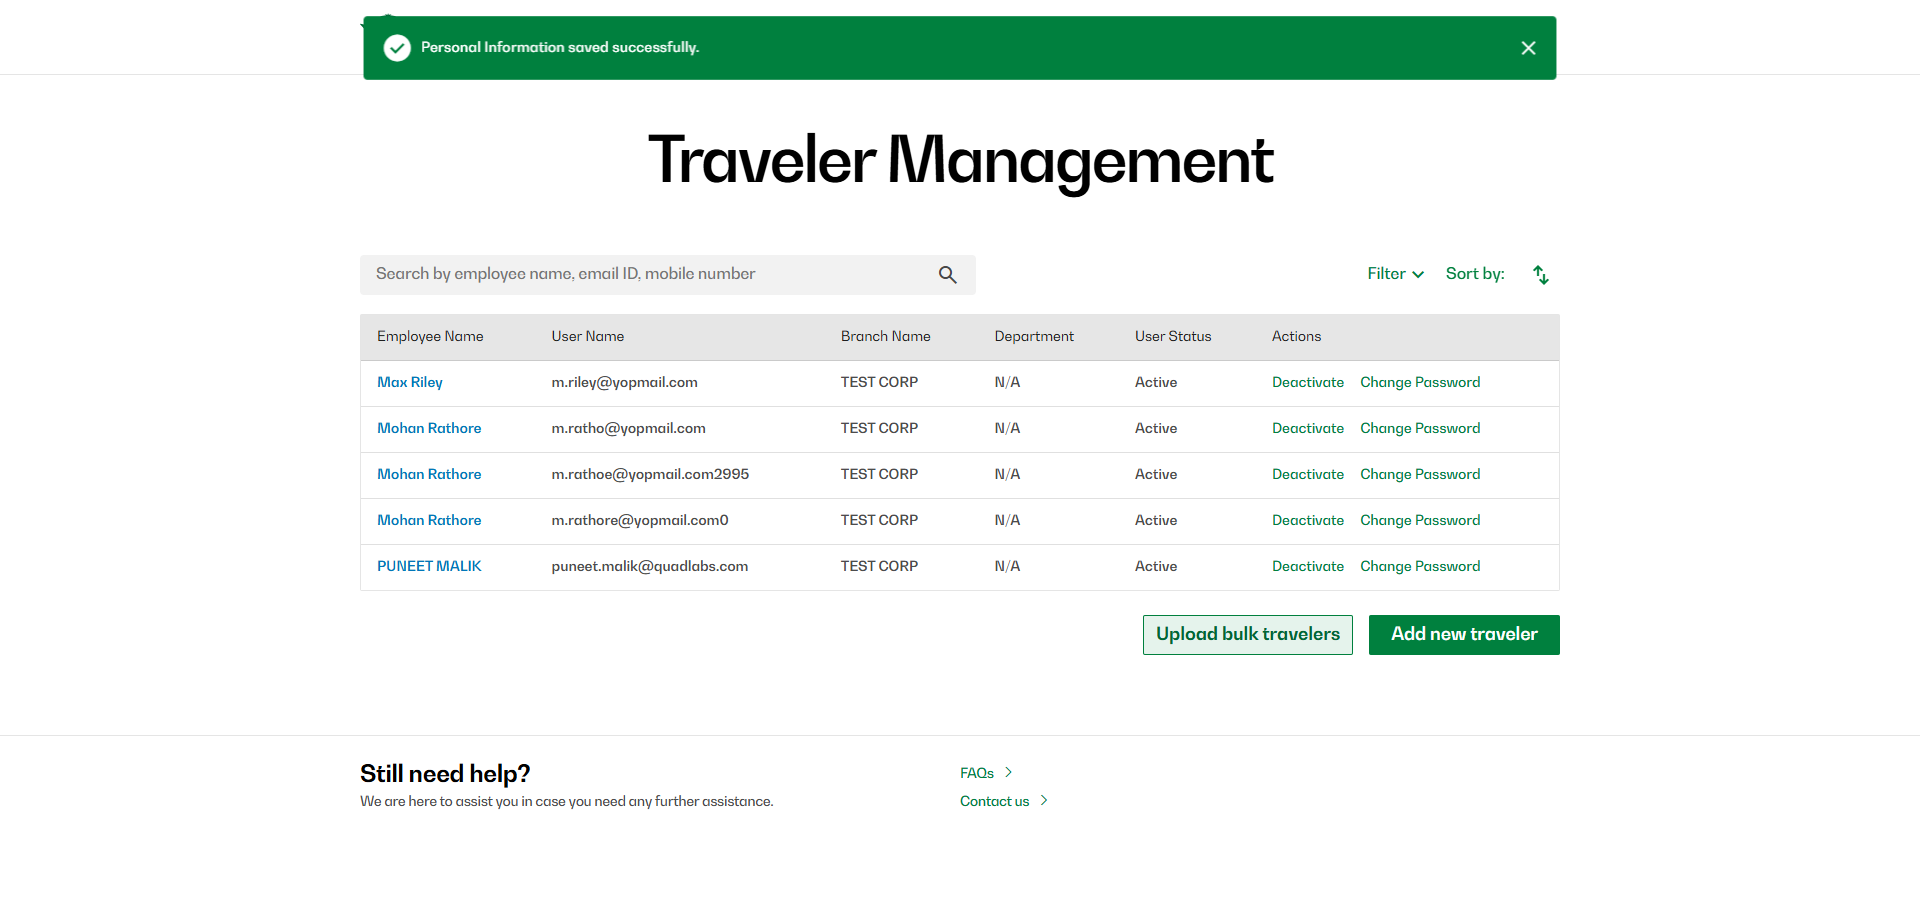 Personal Information saved successfully.
Traveler Management
Search by employee name, email ID, mobile number
Filter Sort by:
Employee Name User Name Branch Name Department User Status Actions
Max Riley m.riley@yopmail.com TEST CORP N/A Active Deactivate Change Password
Mohan Rathore m.ratho@yopmail.com TEST CORP N/A Active Deactivate Change Password
Mohan Rathore m.rathoe@yopmail.com2995 TEST CORP N/A Active Deactivate Change Password
Mohan Rathore m.rathore@yopmail.com0 TEST CORP N/A Active Deactivate Change Password
PUNEET MALIK puneet.malik@quadlabs.com TEST CORP N/A Active Deactivate Change Password
Upload bulk travelers Add new traveler
Still need help?
We are here to assist you in case you need any further assistance.
FAQs
Contact us